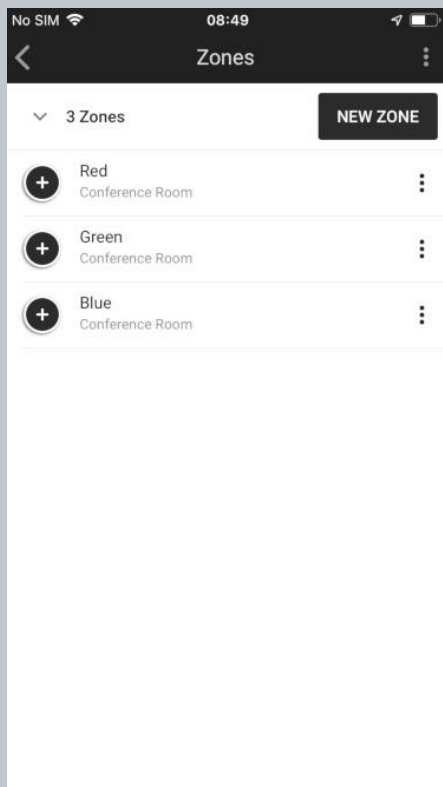 No SIM 08:49
Zones
3 Zones NEW ZONE
Red
Conference Room
Green
Conference Room
Blue
Conference Room